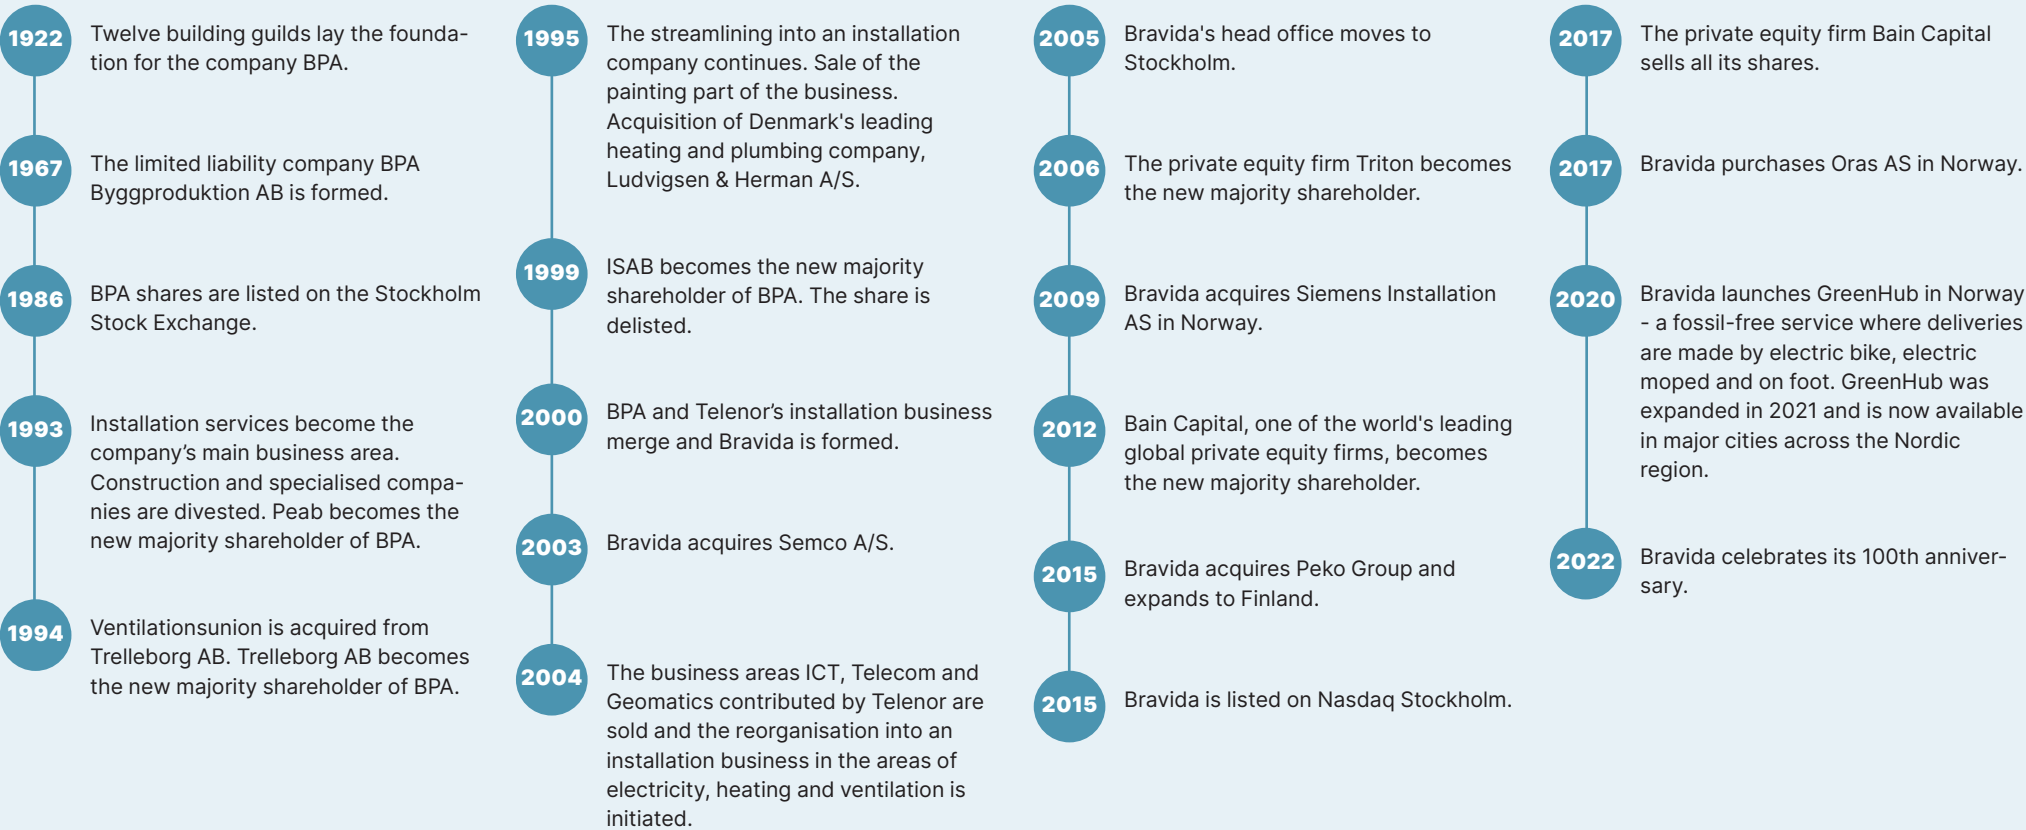 1922
Twelve building guilds lay the founda-
tion for the company BPA.
1967
The limited liability company BPA
Byggproduktion AB is formed.
1986
BPA shares are listed on the Stockholm
Stock Exchange.
1993
Installation services become the
company’s main business area.
Construction and specialised compa-
nies are divested. Peab becomes the
new majority shareholder of BPA.
1994
Ventilationsunion is acquired from
Trelleborg AB. Trelleborg AB becomes
the new majority shareholder of BPA.
1995
The streamlining into an installation
company continues. Sale of the
painting part of the business.
Acquisition of Denmark's leading
heating and plumbing company,
Ludvigsen & Herman A/S.
1999
ISAB becomes the new majority
shareholder of BPA. The share is
delisted.
2000
BPA and Telenor’s installation business
merge and Bravida is formed.
2003
Bravida acquires Semco A/S.
2004
The business areas ICT, Telecom and
Geomatics contributed by Telenor are
sold and the reorganisation into an
installation business in the areas of
electricity, heating and ventilation is
initiated.
2005
Bravida's head office moves to
Stockholm.
2006
The private equity firm Triton becomes
the new majority shareholder.
2009
Bravida acquires Siemens Installation
AS in Norway.
2012
Bain Capital, one of the world's leading
global private equity firms, becomes
the new majority shareholder.
2015
Bravida acquires Peko Group and
expands to Finland.
2015
Bravida is listed on Nasdaq Stockholm.
2017
The private equity firm Bain Capital
sells all its shares.
2017
Bravida purchases Oras AS in Norway.
2020
Bravida launches GreenHub in Norway
- a fossil-free service where deliveries
are made by electric bike, electric
moped and on foot. GreenHub was
expanded in 2021 and is now available
in major cities across the Nordic
region.
2022
Bravida celebrates its 100th anniver-
sary.